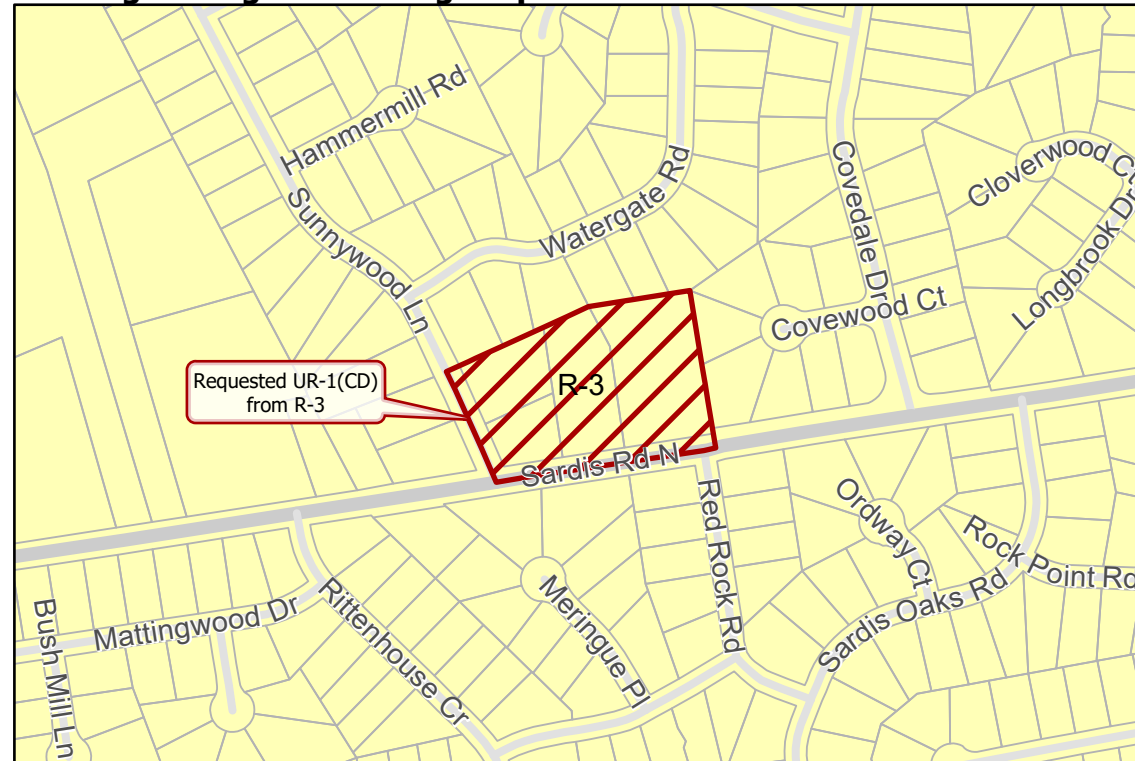 Hammermill Rd
Sunnywood Ln
Watergate Rd
Covedale Dr
Cloverwood Ct
Longbrook Dr
Covewood Ct
Requested UR-1(CD)
from R-3
R-3
Sardis Rd N
Red Rock Rd
Ordway Ct
Rock Point Rd
Sardis Oaks Rd
Meringue Pl
Rittenhouse Cr
Mattingwood Dr
Bush Mill Ln